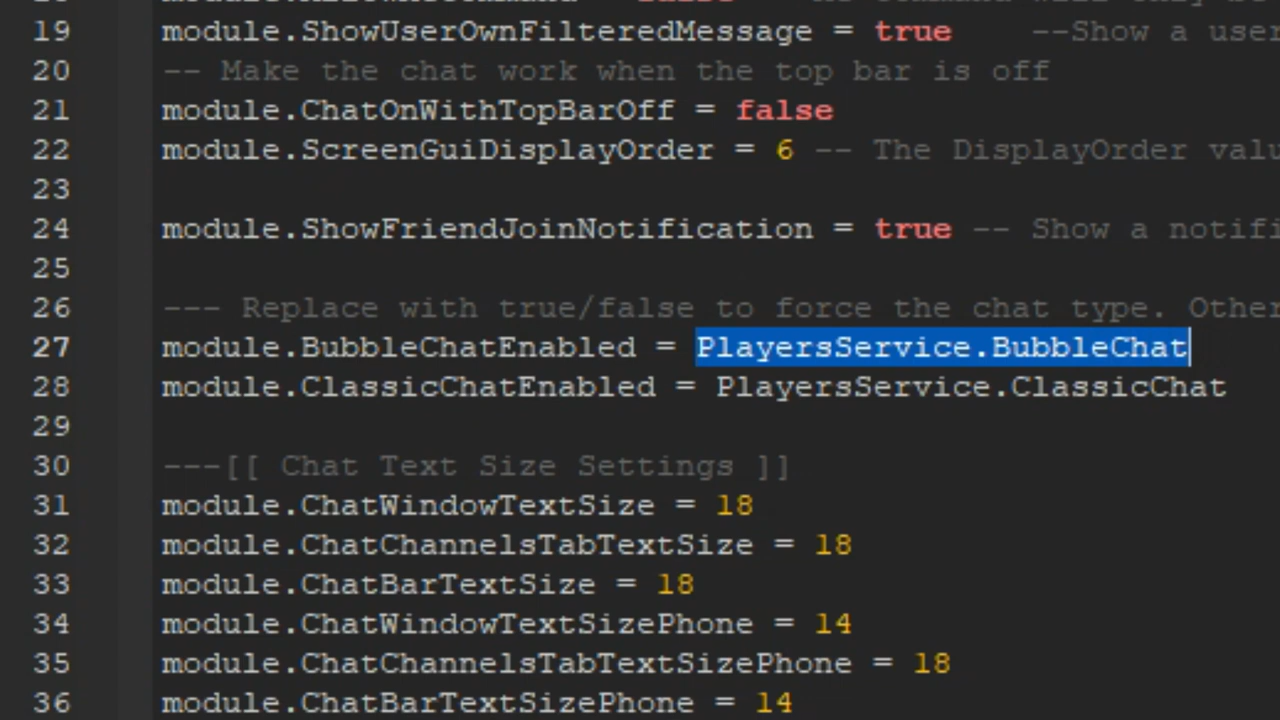 19 module.ShowUserOwnFilteredMessage = true --Show a user
20 -- Make the chat work when the top bar is off
21 module.ChatOnWithTopBarOff = false
22 module.ScreenGuiDisplayOrder = 6 -- The DisplayOrder valu
23
24 module.ShowFriendJoinNotification = true -- Show a notifi
25
26 --- Replace with true/false to force the chat type. Other
27 module.BubbleChatEnabled = PlayersService.BubbleChat
28 module.ClassicChatEnabled = PlayersService.ClassicChat
29
30 ---[[ Chat Text Size Settings ]]
31 module.ChatWindowTextSize = 18
32 module.ChatChannelsTabTextSize = 18
33 module.ChatBarTextSize = 18
34 module.ChatWindowTextSizePhone = 14
35 module.ChatChannelsTabTextSizePhone = 18
36 module.ChatBarTextSizePhone = 14